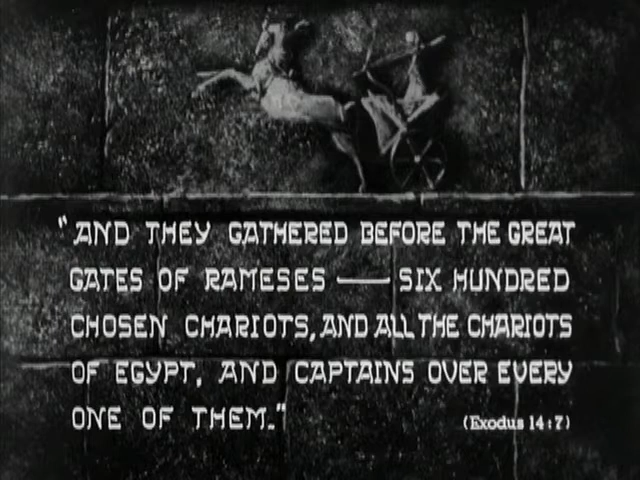 "AND THEY GATHERED BEFORE THE GREAT
GATES OF RAMESES — SIX HUNDRED
CHOSEN CHARIOTS, AND ALL THE CHARIOTS
OF EGYPT, AND CAPTAINS OVER EVERY
ONE OF THEM."
(Exodus 14:7)